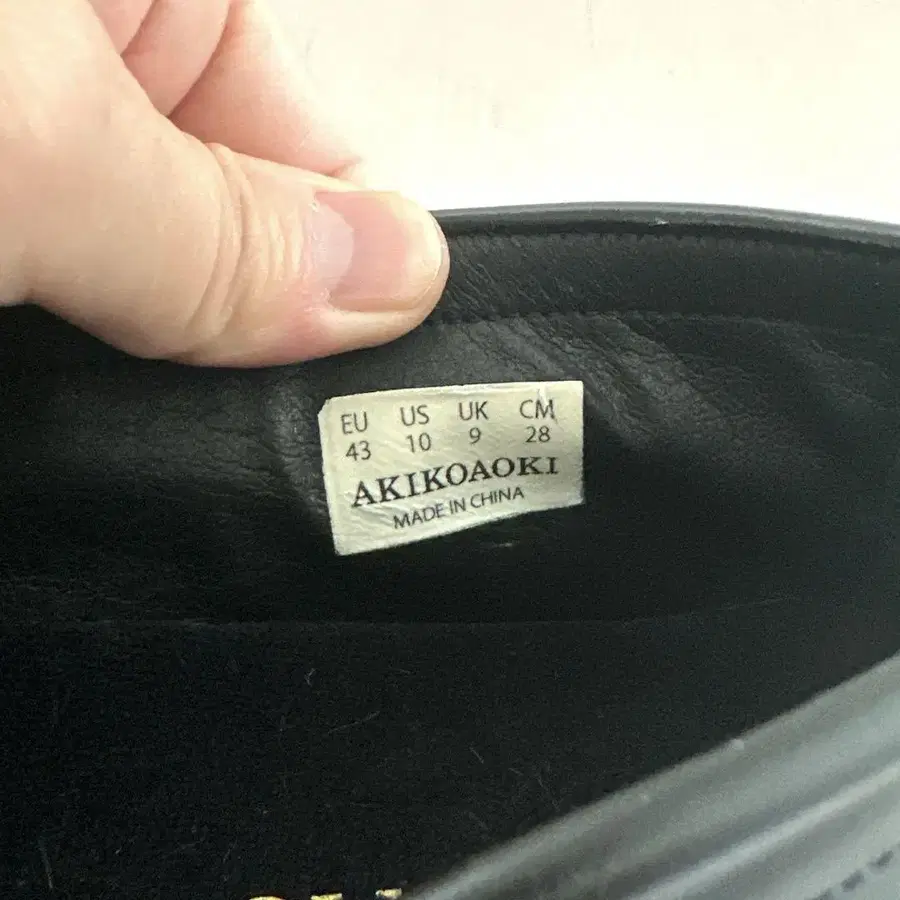 EU US UK CM
43 10 9 28
AKIKOAOKI
MADE IN CHINA